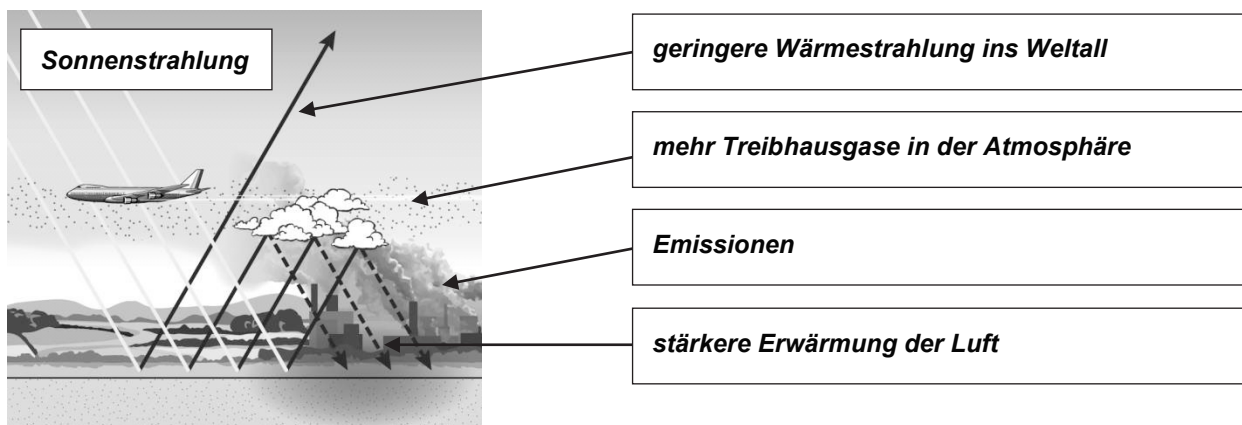 Sonnenstrahlung
geringere Wärmestrahlung ins Weltall
mehr Treibhausgase in der Atmosphäre
Emissionen
stärkere Erwärmung der Luft